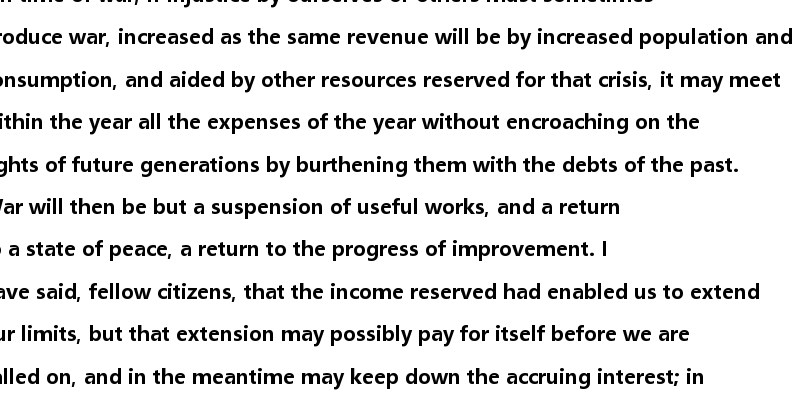 in time of war, if injustice by ourselves or others must sometimes
roduce war, increased as the same revenue will be by increased population and
onsumption, and aided by other resources reserved for that crisis, it may meet
ithin the year all the expenses of the year without encroaching on the
ghts of future generations by burthening them with the debts of the past.
War will then be but a suspension of useful works, and a return
o a state of peace, a return to the progress of improvement. I
ave said, fellow citizens, that the income reserved had enabled us to extend
ur limits, but that extension may possibly pay for itself before we are
alled on, and in the meantime may keep down the accruing interest; in